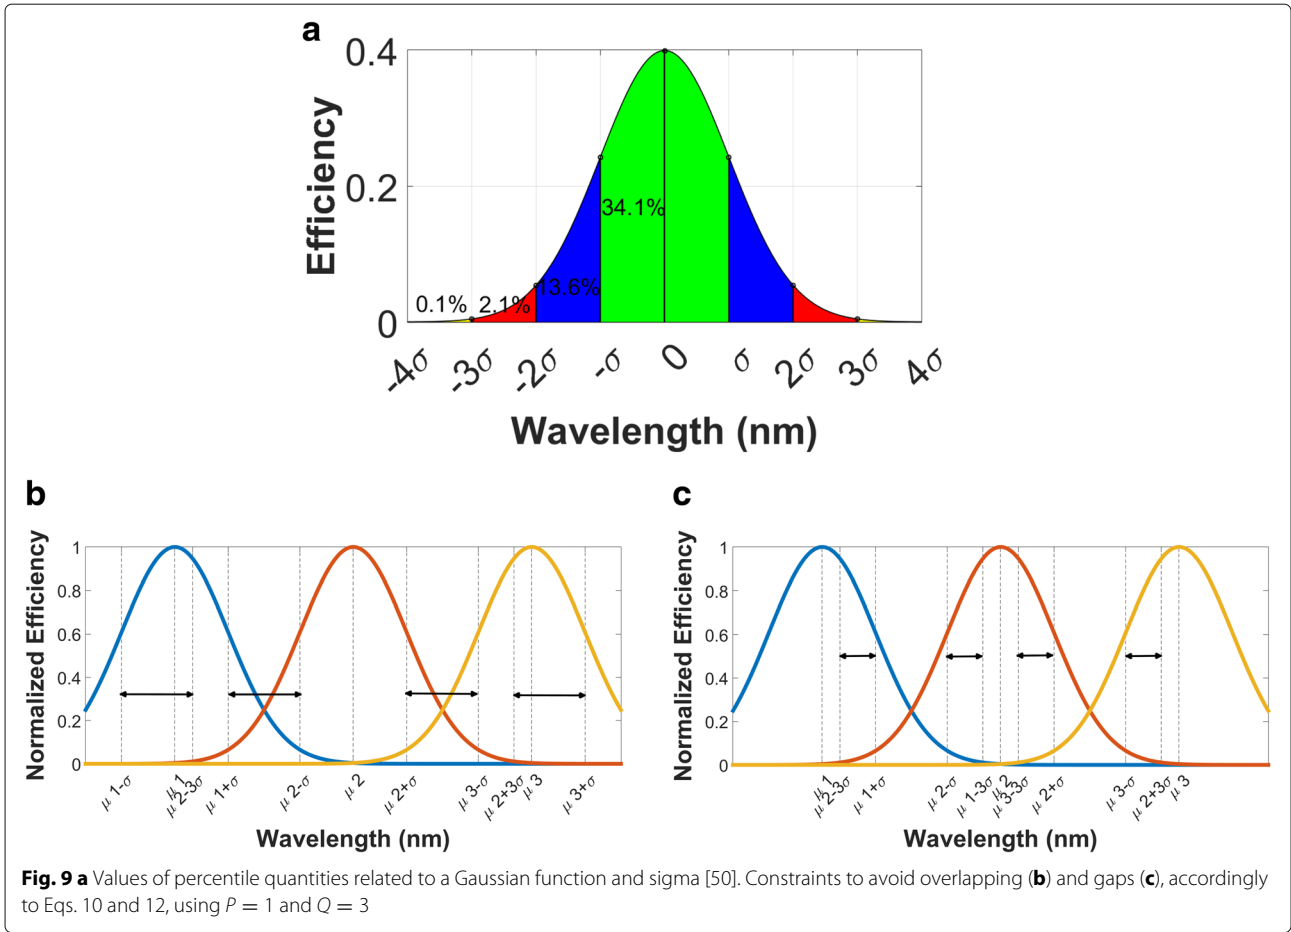 a
Efficiency
0.4
0.2
0
34.1%
13.6%
2.1%
0.1%
-4σ -3σ -2σ -σ 0 σ 2σ 3σ 4σ
Wavelength (nm)
b
Normalized Efficiency
1
0.8
0.6
0.4
0.2
0
μ 1-σ μ 1 μ 2-3σ μ 1+σ μ 2-σ μ 2 μ 2+σ μ 3-σ μ 2+3σ μ 3 μ 3+σ
Wavelength (nm)
c
Normalized Efficiency
1
0.8
0.6
0.4
0.2
0
μ 1 μ 2-3σ μ 1+σ μ 2-σ μ 1-3σ μ 2 μ 3-3σ μ 2+σ μ 3-σ μ 2+3σ μ 3
Wavelength (nm)
Fig. 9 a Values of percentile quantities related to a Gaussian function and sigma [50]. Constraints to avoid overlapping (b) and gaps (c), accordingly
to Eqs. 10 and 12, using P = 1 and Q = 3